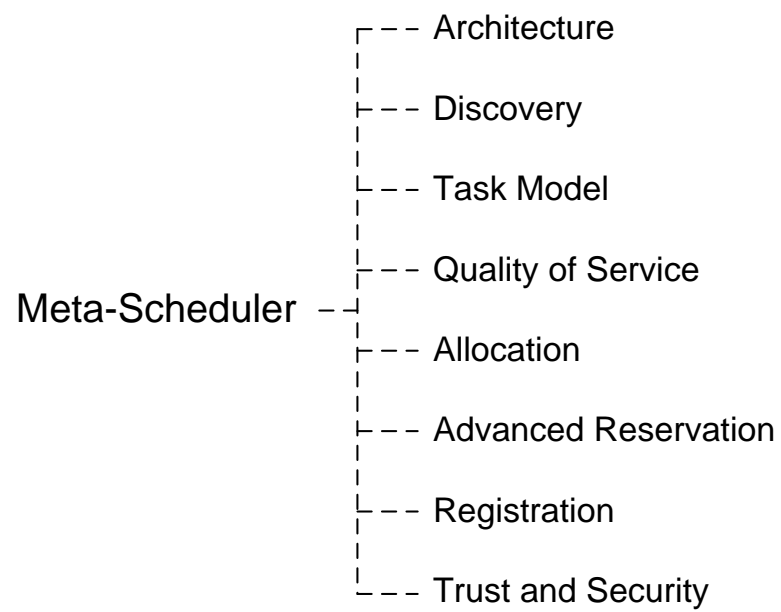 Architecture
Discovery
Task Model
Quality of Service
Meta-Scheduler
Allocation
Advanced Reservation
Registration
Trust and Security